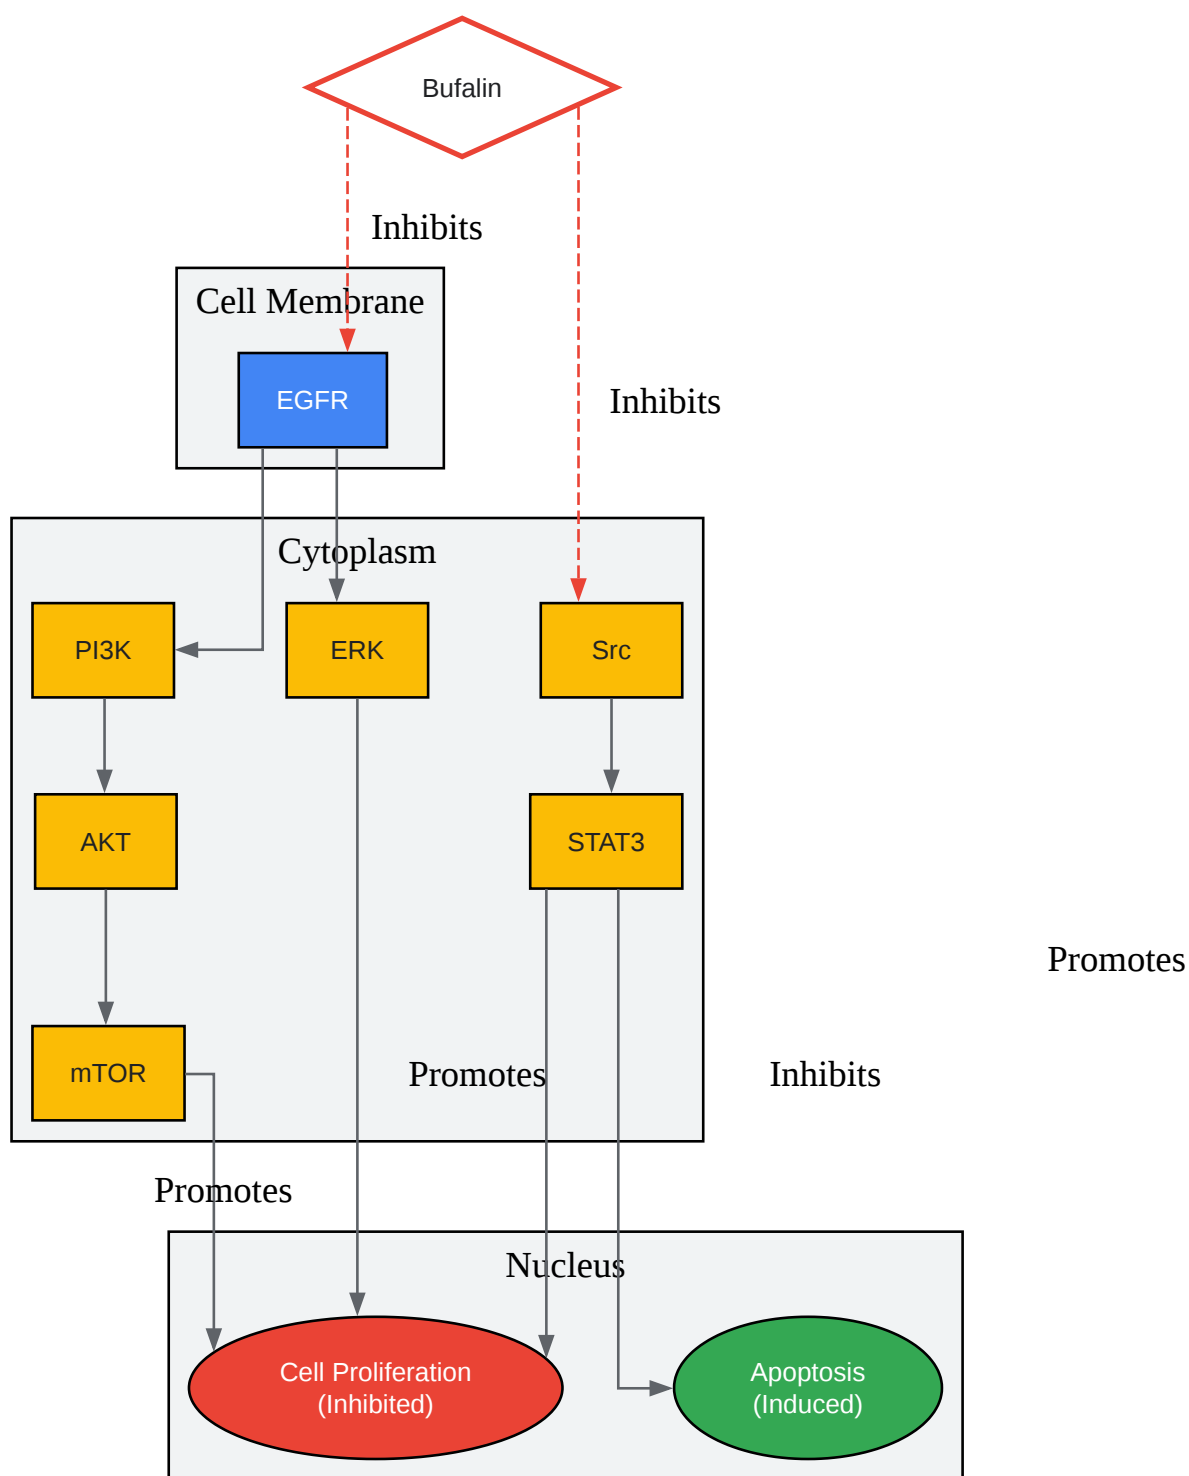 Bufalin
Inhibits
Cell Membrane
EGFR
Inhibits
Cytoplasm
PI3K
ERK
Src
AKT
STAT3
Promotes
mTOR
Promotes
Inhibits
Promotes
Nucleus
Cell Proliferation
(Inhibited)
Apoptosis
(Induced)